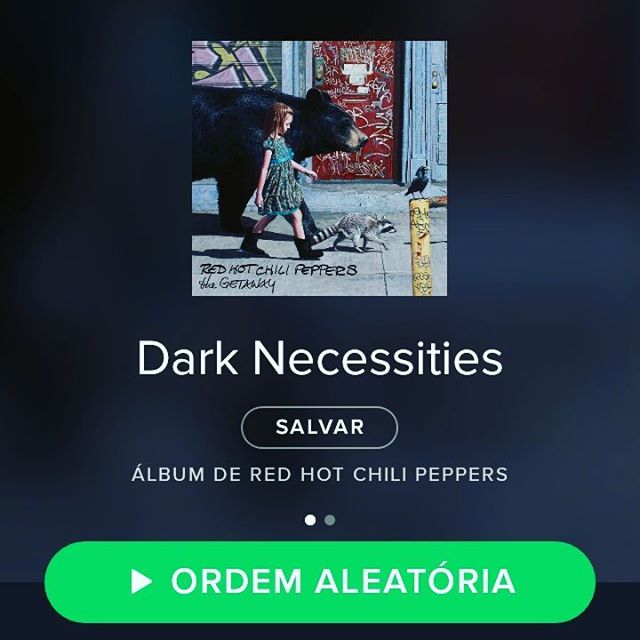 RED HOT CHILI PEPPERS
the GETAWAY
Dark Necessities
SALVAR
ÁLBUM DE RED HOT CHILI PEPPERS
ORDEM ALEATÓRIA